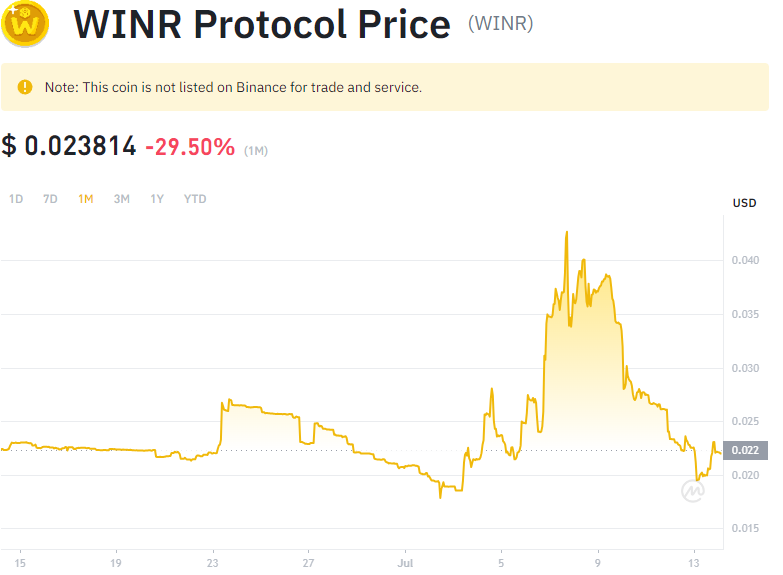 WINR Protocol Price (WINR)
Note: This coin is not listed on Binance for trade and service.
$ 0.023814 -29.50% (1M)
1D 7D 1M 3M 1Y YTD
USD
0.040
0.035
0.030
0.025
0.022
0.020
0.015
15 19 23 27 Jul 5 9 13